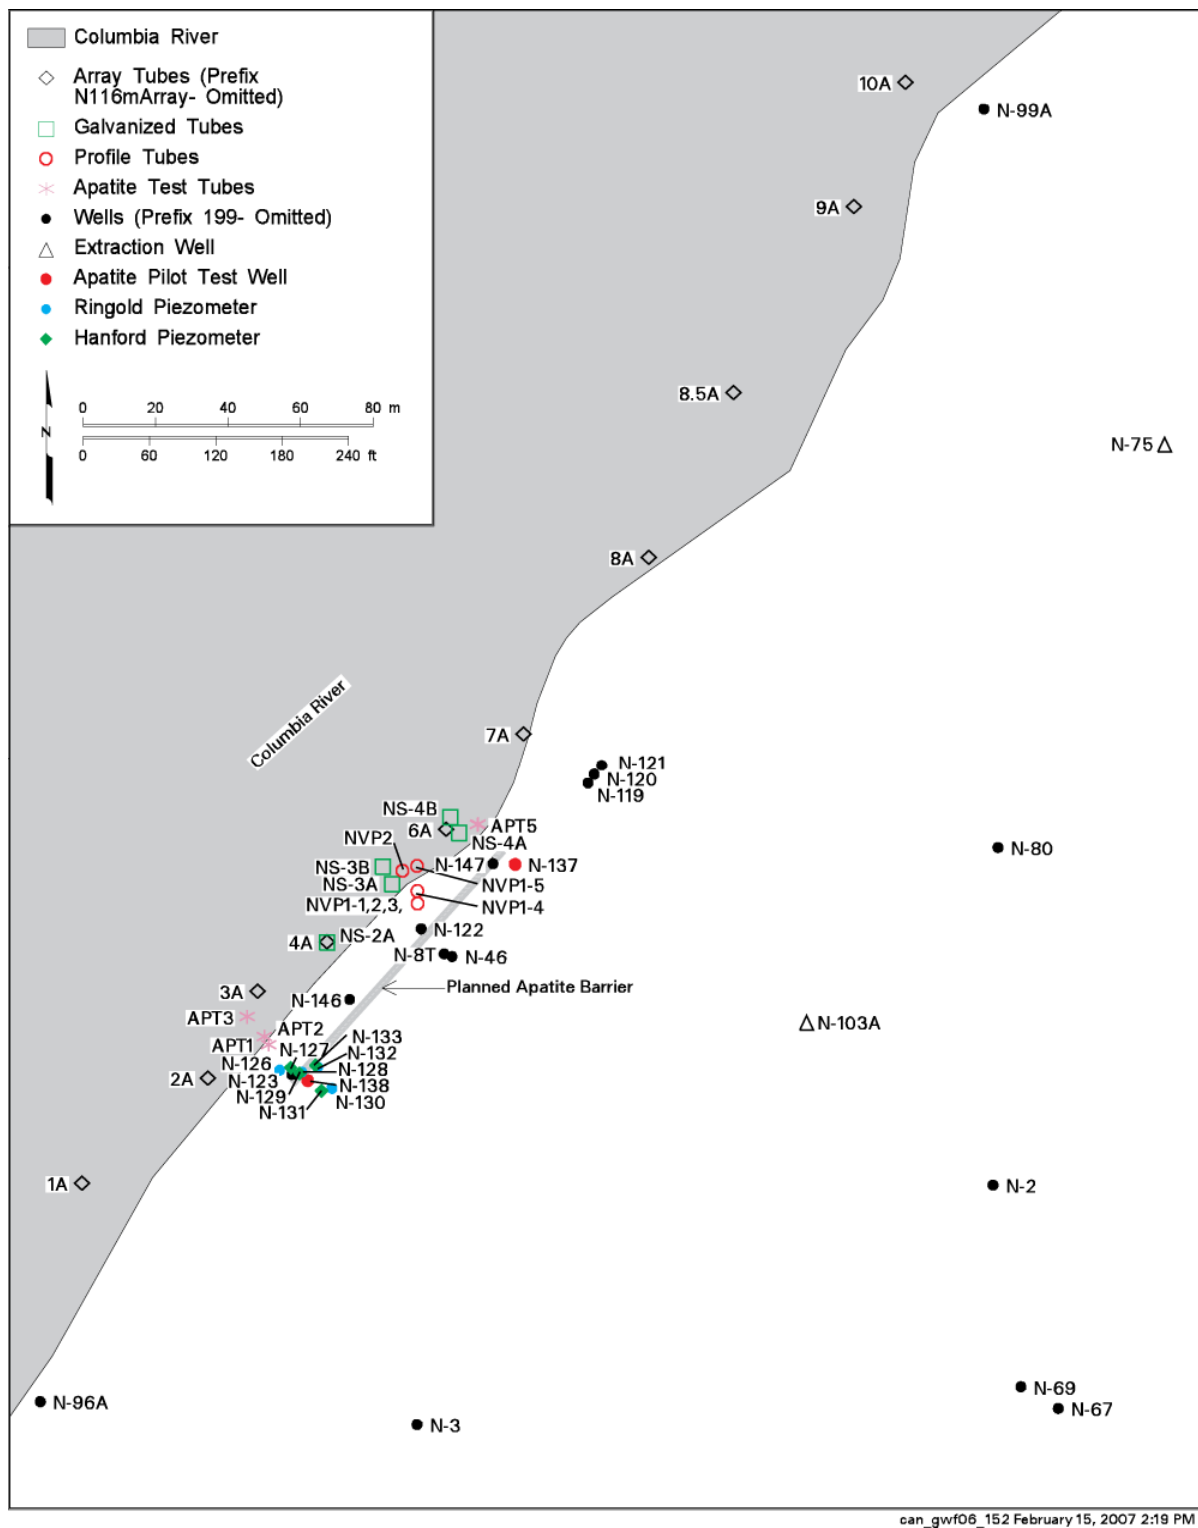 Columbia River
Array Tubes (Prefix
N116mArray- Omitted)
Galvanized Tubes
Profile Tubes
Apatite Test Tubes
Wells (Prefix 199- Omitted)
Extraction Well
Apatite Pilot Test Well
Ringold Piezometer
Hanford Piezometer
0 20 40 60 80 m
N
0 60 120 180 240 ft
10A
N-99A
9A
8.5A
N-75
8A
Columbia River
7A
N-121
N-120
N-119
NS-4B
6A
APT5
NS-4A
NVP2
N-147
N-137
N-80
NS-3B
NS-3A
NVP1-5
NVP1-1,2,3,
NVP1-4
N-122
4A
NS-2A
N-8T
N-46
Planned Apatite Barrier
3A
N-146
APT3
N-103A
APT2
APT1
N-133
N-127
N-132
N-126
N-128
2A
N-123
N-138
N-129
N-130
N-131
1A
N-2
N-69
N-67
N-96A
N-3
can_gwf06_152 February 15, 2007 2:19 PM